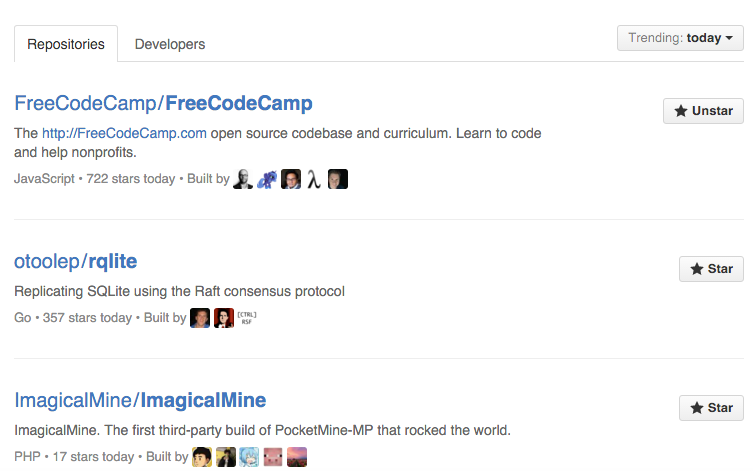 Repositories Developers Trending: today
FreeCodeCamp/FreeCodeCamp
Unstar
The http://FreeCodeCamp.com open source codebase and curriculum. Learn to code
and help nonprofits.
JavaScript • 722 stars today • Built by λ
otoolep/rqlite
Star
Replicating SQLite using the Raft consensus protocol
Go • 357 stars today • Built by [CTRL]
RSF
ImagicalMine/ImagicalMine
Star
ImagicalMine. The first third-party build of PocketMine-MP that rocked the world.
PHP • 17 stars today • Built by